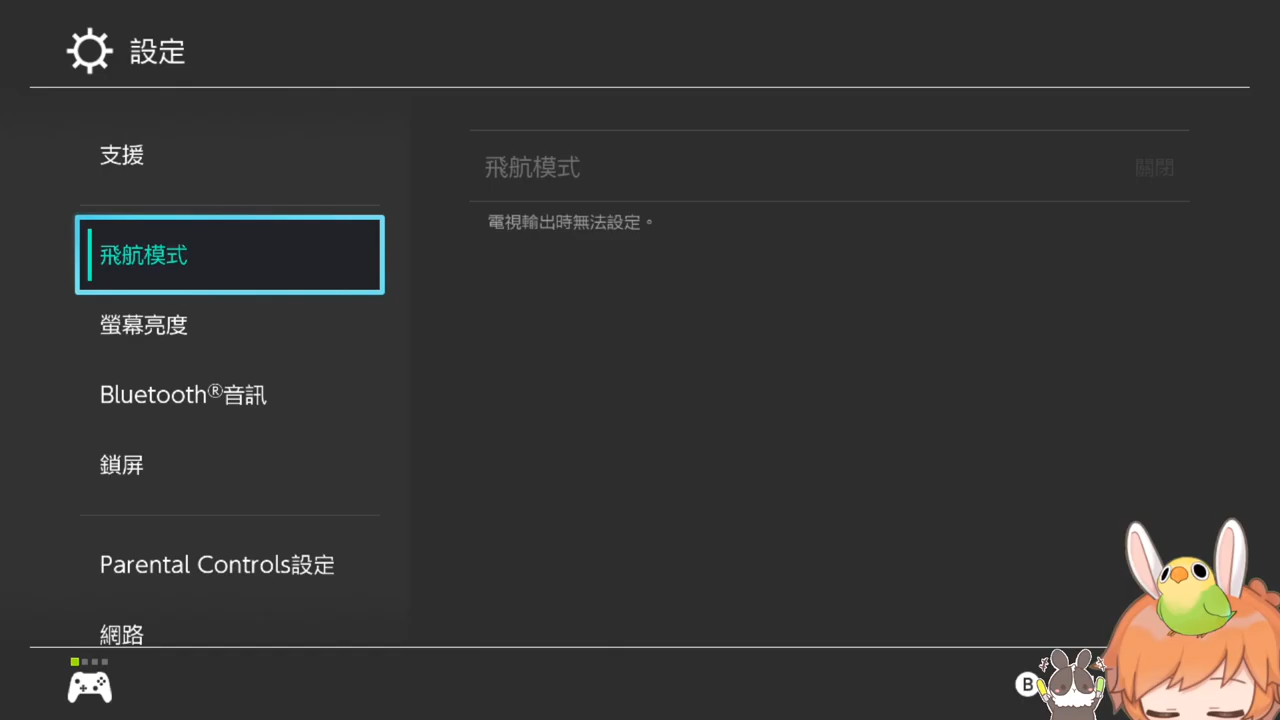 設定
支援
飛航模式
螢幕亮度
Bluetooth®音訊
鎖屏
Parental Controls設定
網路
飛航模式 關閉
電視輸出時無法設定。
B